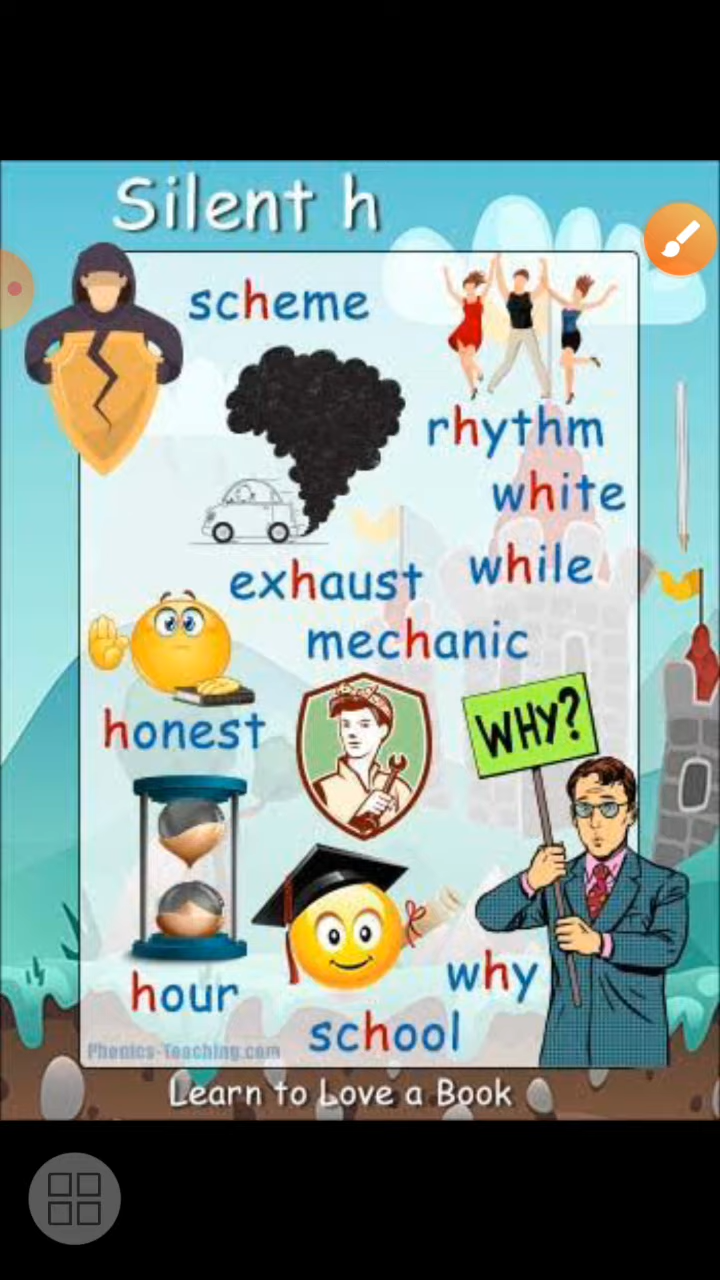 Silent h
scheme
rhythm
white
while
exhaust
mechanic
honest
WHY?
hour
why
school
Phonics-Teaching.com
Learn to Love a Book